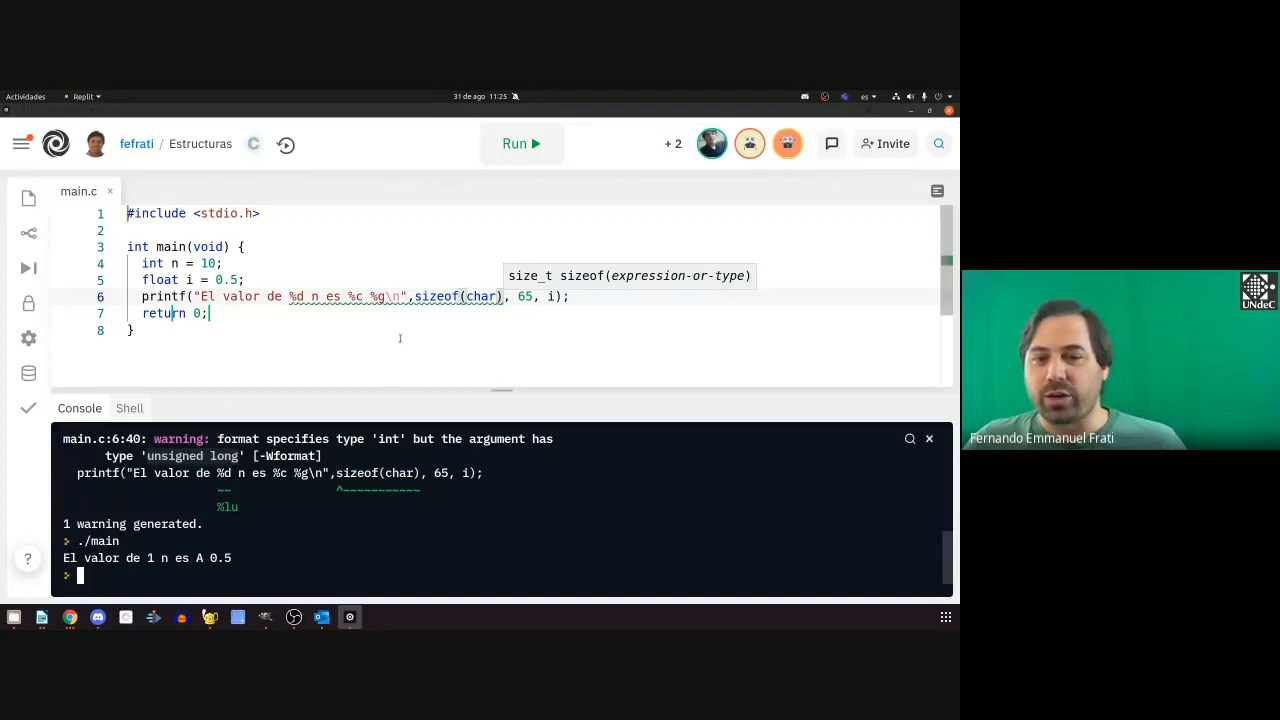 Actividades
Replit
31 de ago 11:25
es
fefrati / Estructuras
C
Run
+ 2
Invite
main.c ×
1 #include <stdio.h>
2
3 int main(void) {
4 int n = 10;
5 float i = 0.5;
size_t sizeof(expression-or-type)
6 printf("El valor de %d n es %c %g\n",sizeof(char), 65, i);
7 return 0;
8 }
Console
Shell
main.c:6:40: warning: format specifies type 'int' but the argument has
type 'unsigned long' [-Wformat]
printf("El valor de %d n es %c %g\n",sizeof(char), 65, i);
~~ ^~~~~~~~~~~~
%lu
1 warning generated.
> ./main
El valor de 1 n es A 0.5
>
?
UNdeC
Fernando Emmanuel Frati